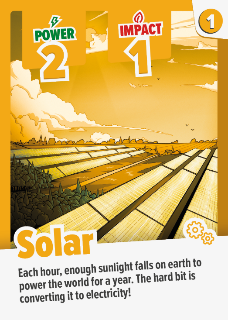 POWER IMPACT 1
2 1
Solar
Each hour, enough sunlight falls on earth to
power the world for a year. The hard bit is
converting it to electricity!